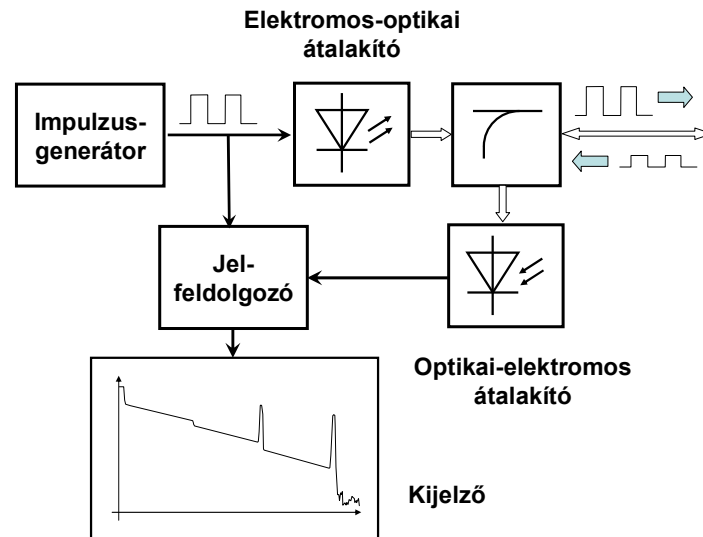 Elektromos-optikai
átalakító
Impulzus-
generátor
Jel-
feldolgozó
Optikai-elektromos
átalakító
Kijelző